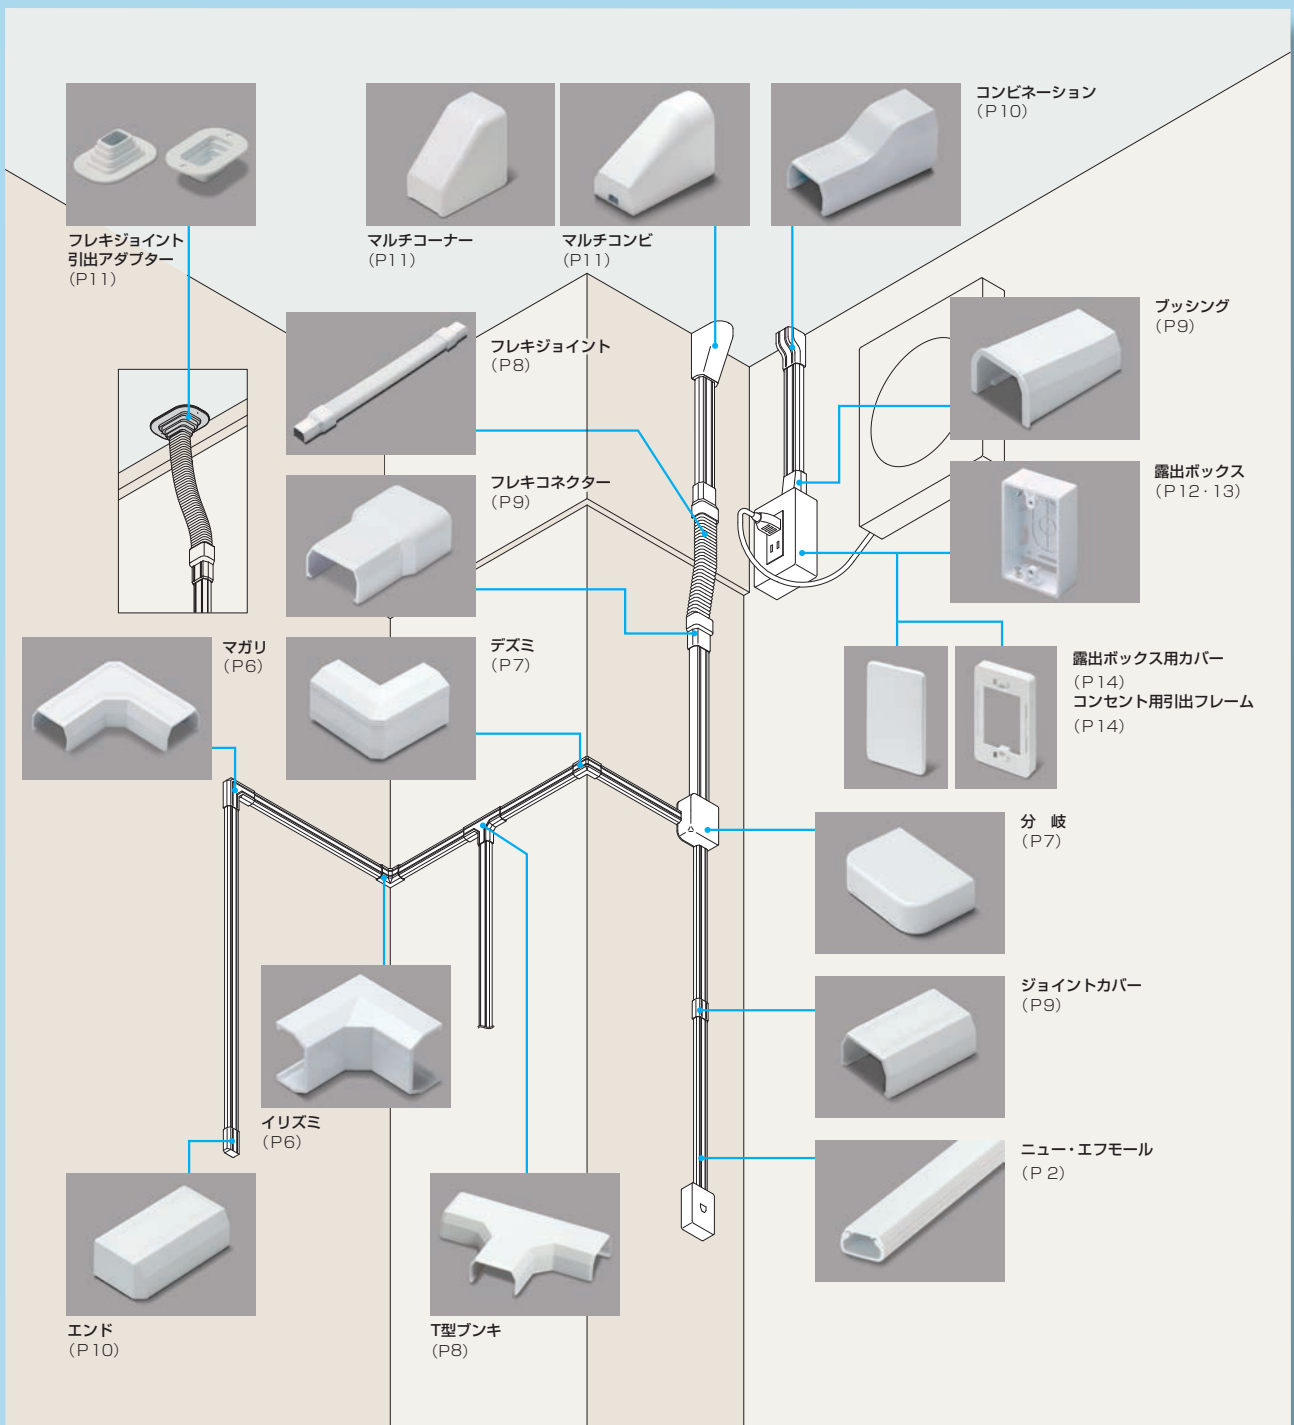 コンビネーション
（P10）
フレキジョイント
引出アダプター
（P11）
マルチコーナー
（P11）
マルチコンビ
（P11）
ブッシング
（P9）
フレキジョイント
（P8）
露出ボックス
（P12・13）
フレキコネクター
（P9）
マガリ
（P6）
デズミ
（P7）
露出ボックス用カバー
（P14）
コンセント用引出フレーム
（P14）
分　岐
（P7）
ジョイントカバー
（P9）
イリズミ
（P6）
ニュー・エフモール
（P 2）
エンド
（P10）
T型ブンキ
（P8）